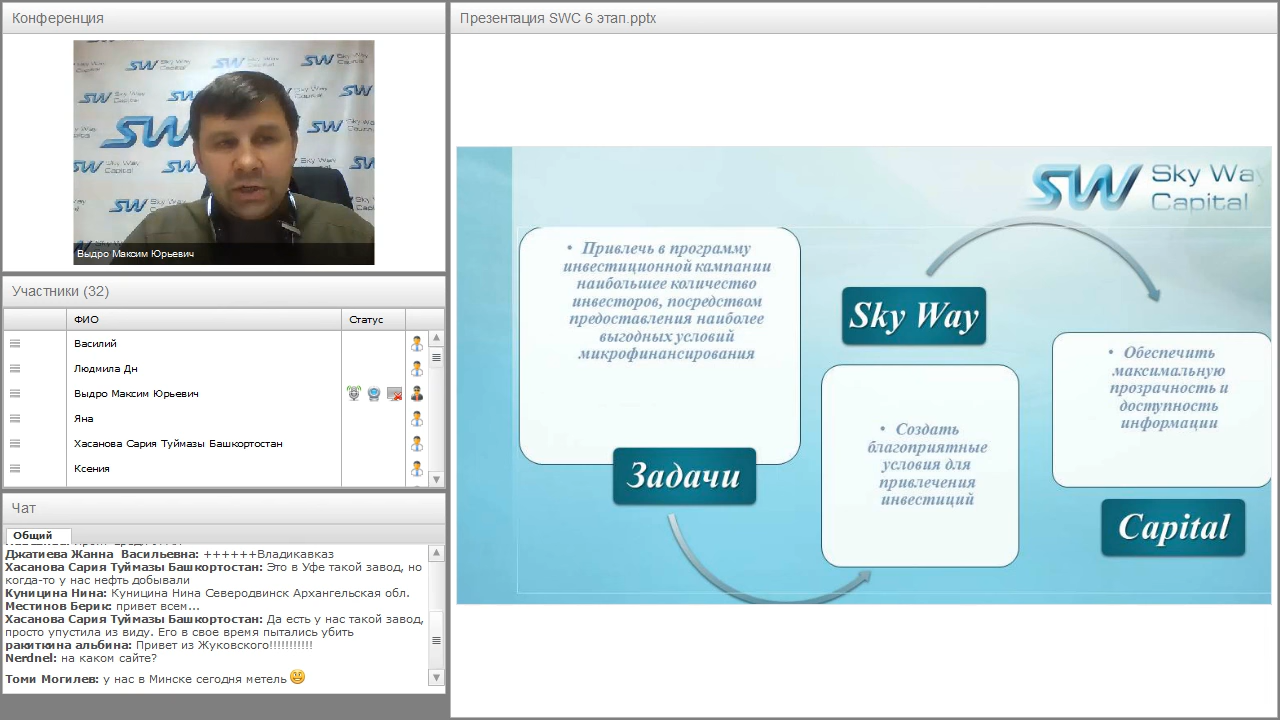 Конференция
SW Sky Way Capital
Выдро Максим Юрьевич
Участники (32)
ФИО Статус
Василий
Людмила Дн
Выдро Максим Юрьевич
Яна
Хасанова Сария Туймазы Башкортостан
Ксения
Чат
Общий
Джатиева Жанна Васильевна: ++++++Владикавказ
Хасанова Сария Туймазы Башкортостан: Это в Уфе такой завод, но
когда-то у нас нефть добывали
Куницина Нина: Куницина Нина Северодвинск Архангельская обл.
Местинов Берик: привет всем...
Хасанова Сария Туймазы Башкортостан: Да есть у нас такой завод,
просто упустила из виду. Его в свое время пытались убить
ракиткина альбина: Привет из Жуковского!!!!!!!!!!!
Nerdnel: на каком сайте?
Томи Могилев: у нас в Минске сегодня метель
Презентация SWC 6 этап.pptx
SW Sky Way
Capital
• Привлечь в программу
инвестиционной кампании
наибольшее количество
инвесторов, посредством
предоставления наиболее
выгодных условий
микрофинансирования
Задачи
Sky Way
• Создать
благоприятные
условия для
привлечения
инвестиций
• Обеспечить
максимальную
прозрачность и
доступность
информации
Capital